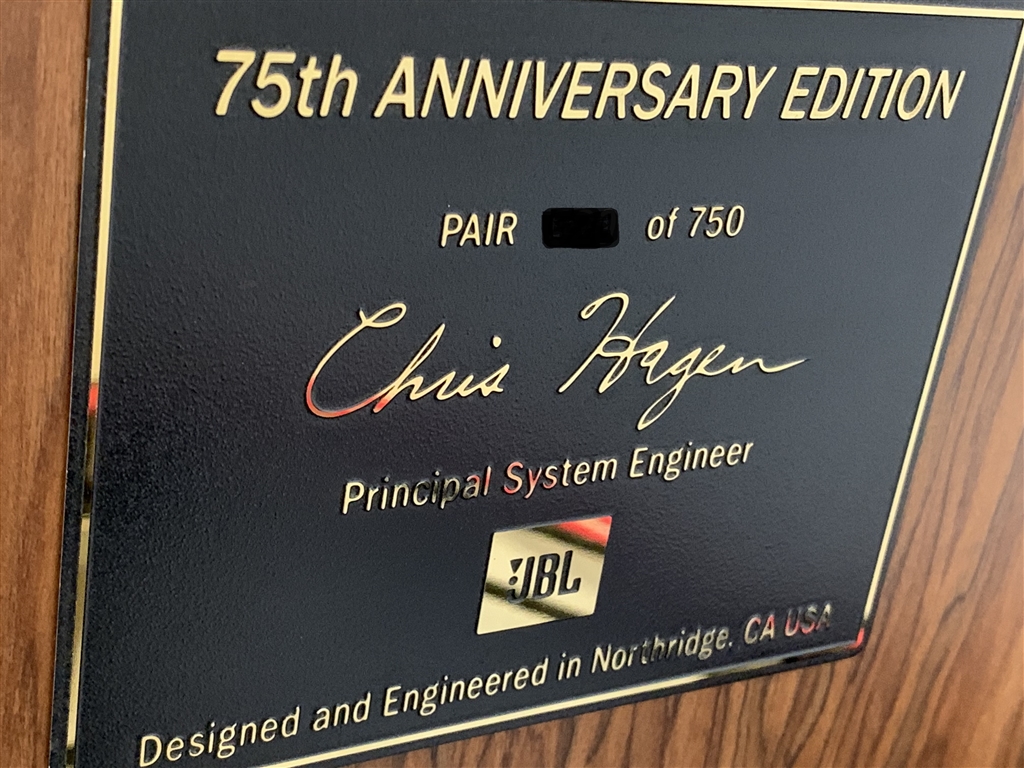 75th ANNIVERSARY EDITION
PAIR of 750
Chris Hagen
Principal System Engineer
JBL
Designed and Engineered in Northridge, CA USA